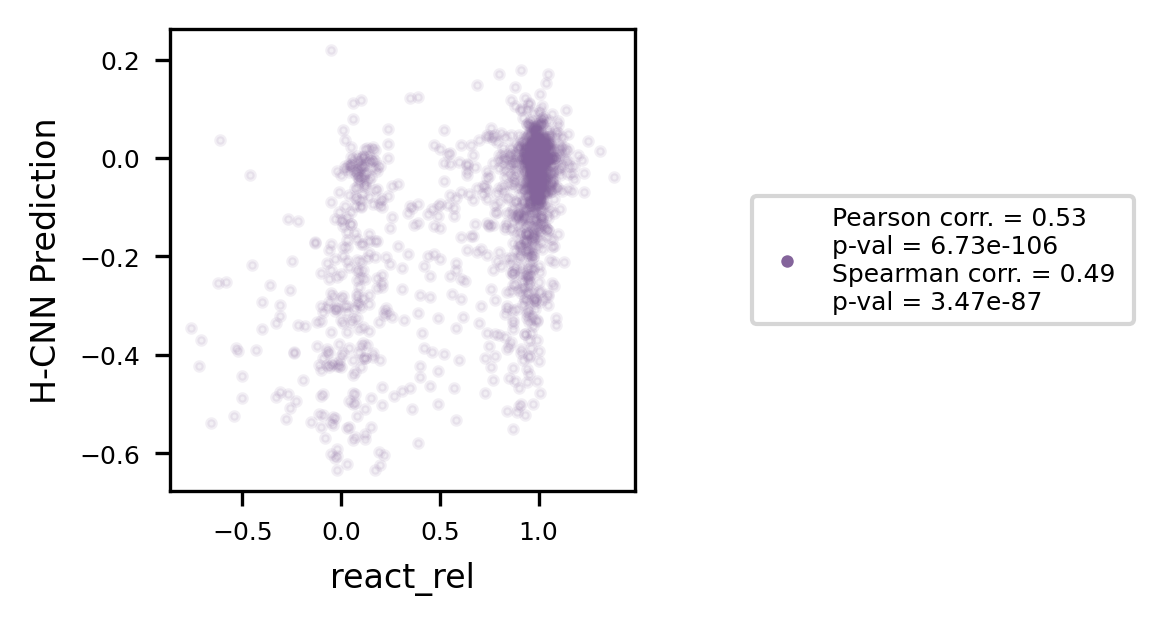 0.2
0.0
−0.2
−0.4
−0.6
H-CNN Prediction
−0.5 0.0 0.5 1.0
react_rel
Pearson corr. = 0.53
p-val = 6.73e-106
Spearman corr. = 0.49
p-val = 3.47e-87